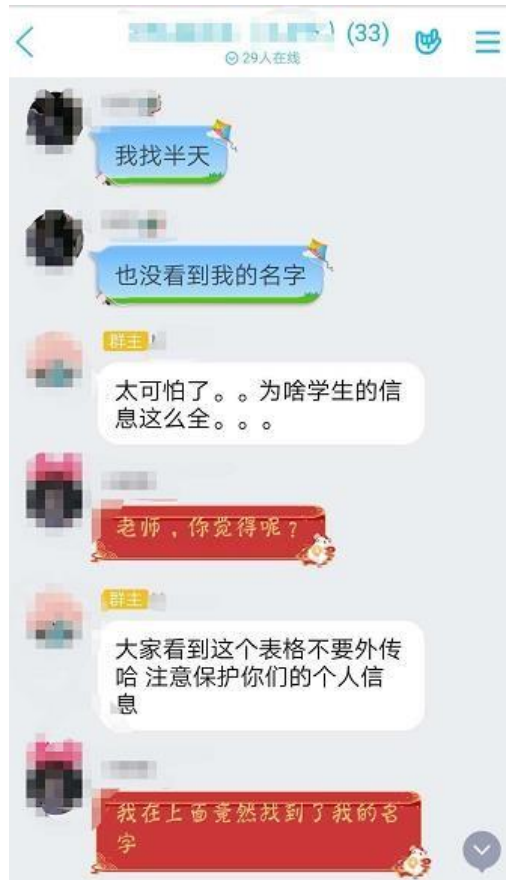 (33)
29人在线
我找半天
也没看到我的名字
群主
太可怕了。。为啥学生的信
息这么全。。。
老师，你觉得呢？
群主
大家看到这个表格不要外传
哈 注意保护你们的个人信
息
我在上面竟然找到了我的名
字